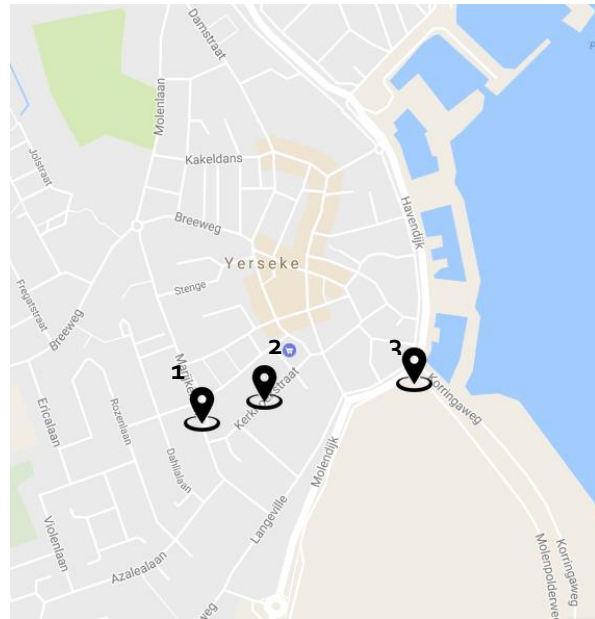 Damstraat
Molenlaan
Jolstraat
Kakeldans
Breeweg
Havendijk
Yerseke
Stenge
Fregatstraat
Breeweg
2
3
1
Korringaweg
Ericalaan
Rozenlaan
Dahlialaan
Molendijk
Langeville
Violenlaan
Azalealaan
Korringaweg
Molenpolderweg
weg